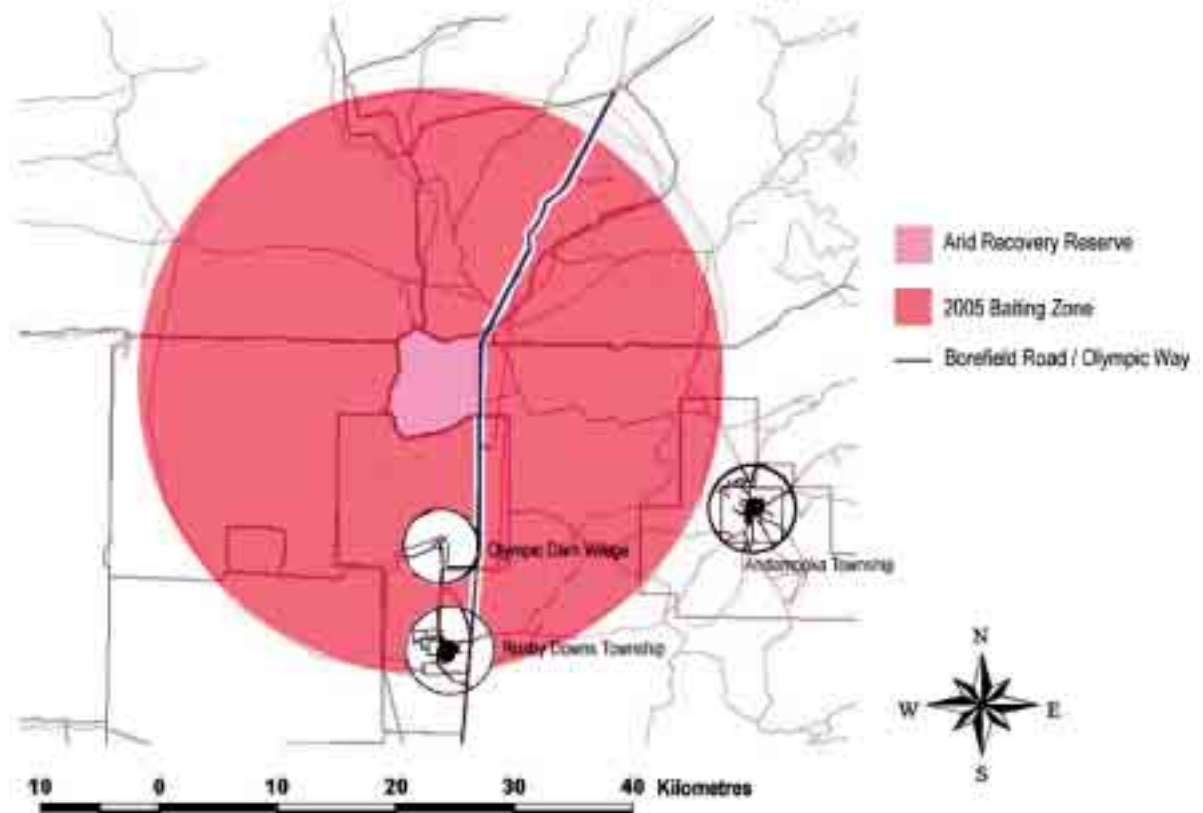 Arid Recovery Reserve
2005 Baiting Zone
Borefield Road / Olympic Way
Olympic Dam Village
Andamooka Township
Roxby Downs Township
N
W E
S
10 0 10 20 30 40 Kilometres